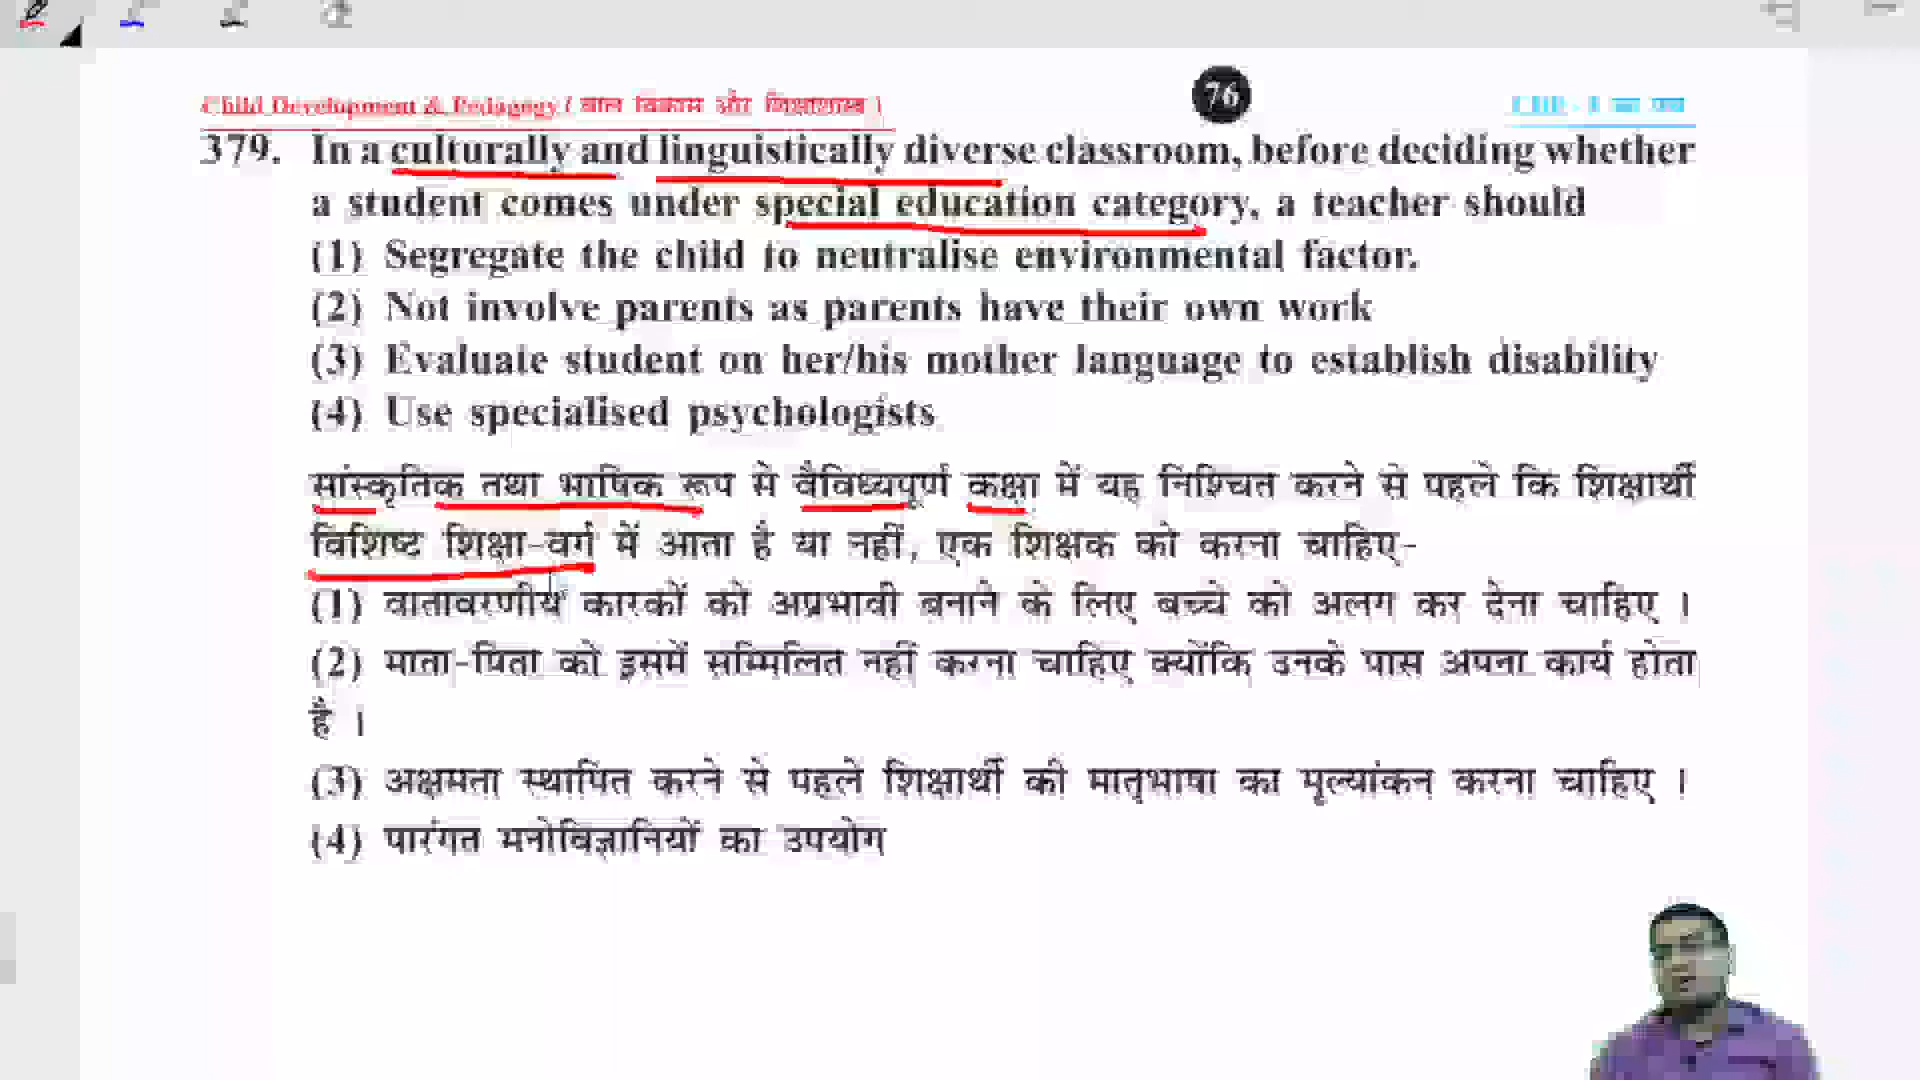 Child Development & Pedagogy ( बाल विकास और शिक्षाशास्त्र )
76
379. In a culturally and linguistically diverse classroom, before deciding whether
a student comes under special education category, a teacher should
(1) Segregate the child to neutralise environmental factor.
(2) Not involve parents as parents have their own work
(3) Evaluate student on her/his mother language to establish disability
(4) Use specialised psychologists
सांस्कृतिक तथा भाषिक रूप से वैविध्यपूर्ण कक्षा में यह निश्चित करने से पहले कि शिक्षार्थी
विशिष्ट शिक्षा-वर्ग में आता है या नहीं, एक शिक्षक को करना चाहिए-
(1) वातावरणीय कारकों को अप्रभावी बनाने के लिए बच्चे को अलग कर देना चाहिए ।
(2) माता-पिता को इसमें सम्मिलित नहीं करना चाहिए क्योंकि उनके पास अपना कार्य होता
है ।
(3) अक्षमता स्थापित करने से पहले शिक्षार्थी की मातृभाषा का मूल्यांकन करना चाहिए ।
(4) पारंगत मनोविज्ञानियों का उपयोग